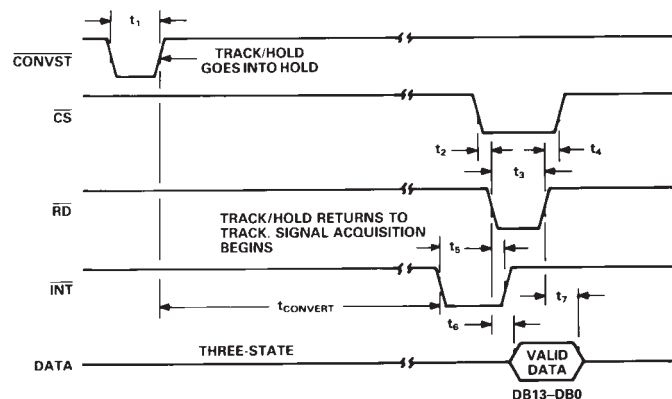 t₁
CONVST
TRACK/HOLD
GOES INTO HOLD
CS
t₂
t₃
t₄
RD
TRACK/HOLD RETURNS TO
TRACK. SIGNAL ACQUISITION
BEGINS
t₅
INT
tCONVERT
t₆
t₇
DATA
THREE-STATE
VALID
DATA
DB13–DB0